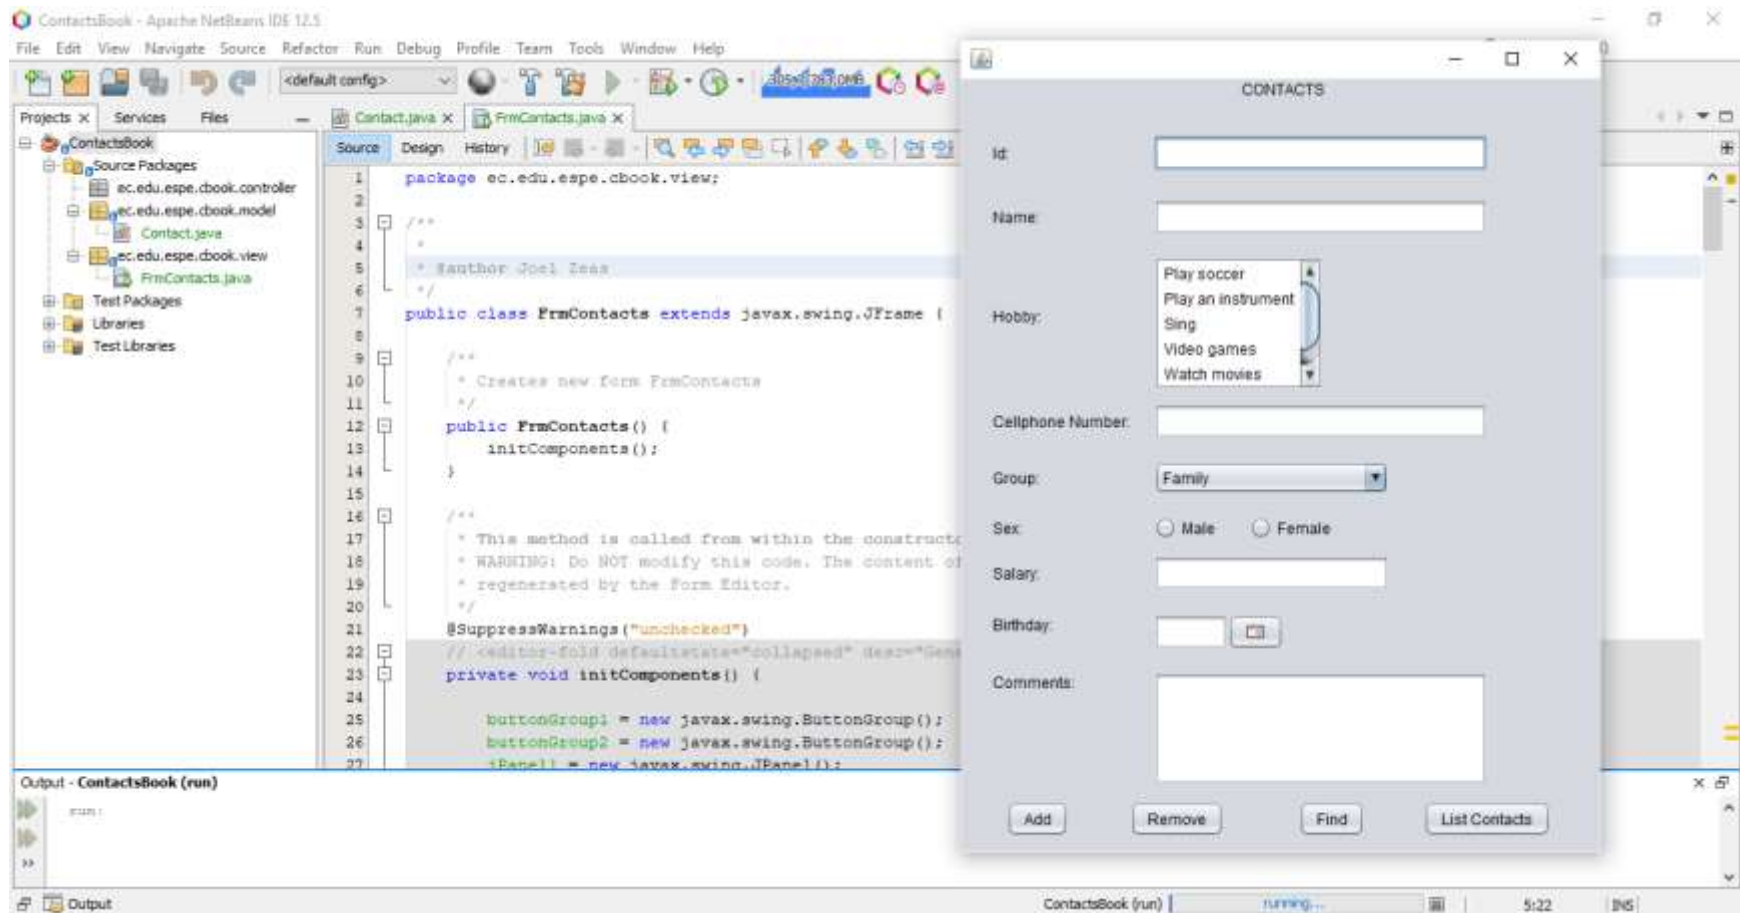 ContactsBook - Apache NetBeans IDE 12.5
File Edit View Navigate Source Refactor Run Debug Profile Team Tools Window Help
<default config>
Projects Services Files
Contact.java FrmContacts.java
Source Design History
ContactsBook
Source Packages
ec.edu.espe.cbook.controller
ec.edu.espe.cbook.model
Contact.java
ec.edu.espe.cbook.view
FrmContacts.java
Test Packages
Libraries
Test Libraries
1 package ec.edu.espe.cbook.view;
2
3 /**
4 *
5 * @author Joel Zeas
6 */
7 public class FrmContacts extends javax.swing.JFrame {
8
9 /**
10 * Creates new form FrmContacts
11 */
12 public FrmContacts() {
13 initComponents();
14 }
15
16 /**
17 * This method is called from within the constructo
18 * WARNING: Do NOT modify this code. The content of
19 * regenerated by the Form Editor.
20 */
21 @SuppressWarnings("unchecked")
22 // <editor-fold defaultstate="collapsed" desc="Gene
23 private void initComponents() {
24
25 buttonGroup1 = new javax.swing.ButtonGroup();
26 buttonGroup2 = new javax.swing.ButtonGroup();
27 jPanel1 = new javax.swing.JPanel();
CONTACTS
Id:
Name:
Hobby:
Play soccer
Play an instrument
Sing
Video games
Watch movies
Cellphone Number:
Group: Family
Sex: Male Female
Salary:
Birthday:
Comments:
Add Remove Find List Contacts
Output - ContactsBook (run)
run:
Output
ContactsBook (run) running... 5:22 INS